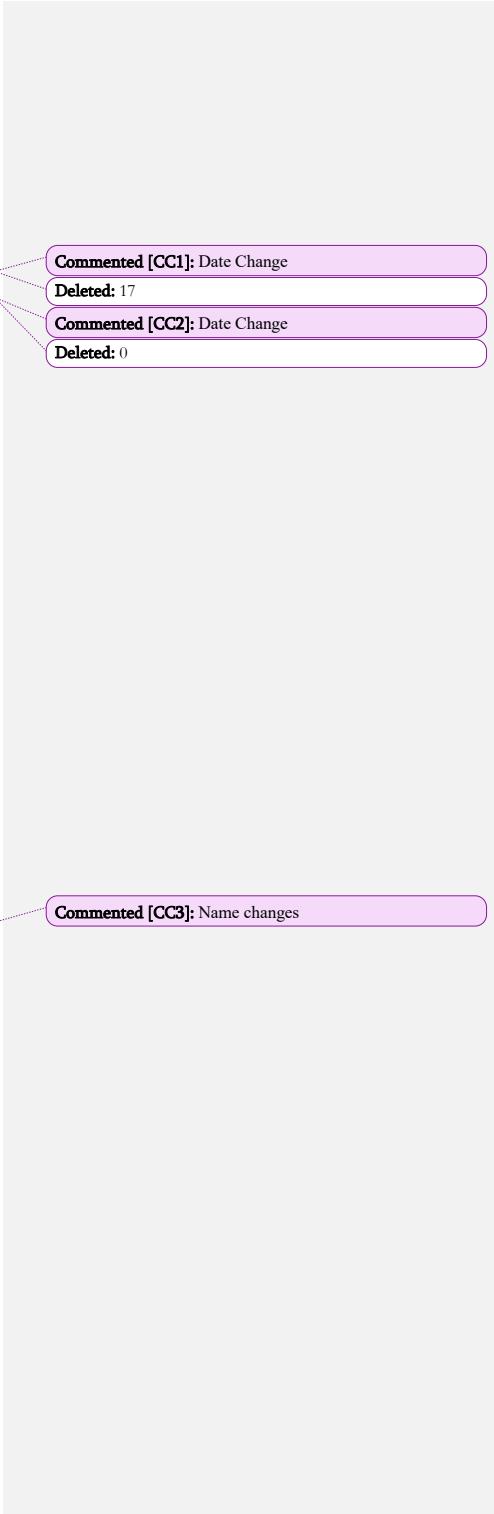 Commented [CC1]: Date Change
Deleted: 17
Commented [CC2]: Date Change
Deleted: 0
Commented [CC3]: Name changes